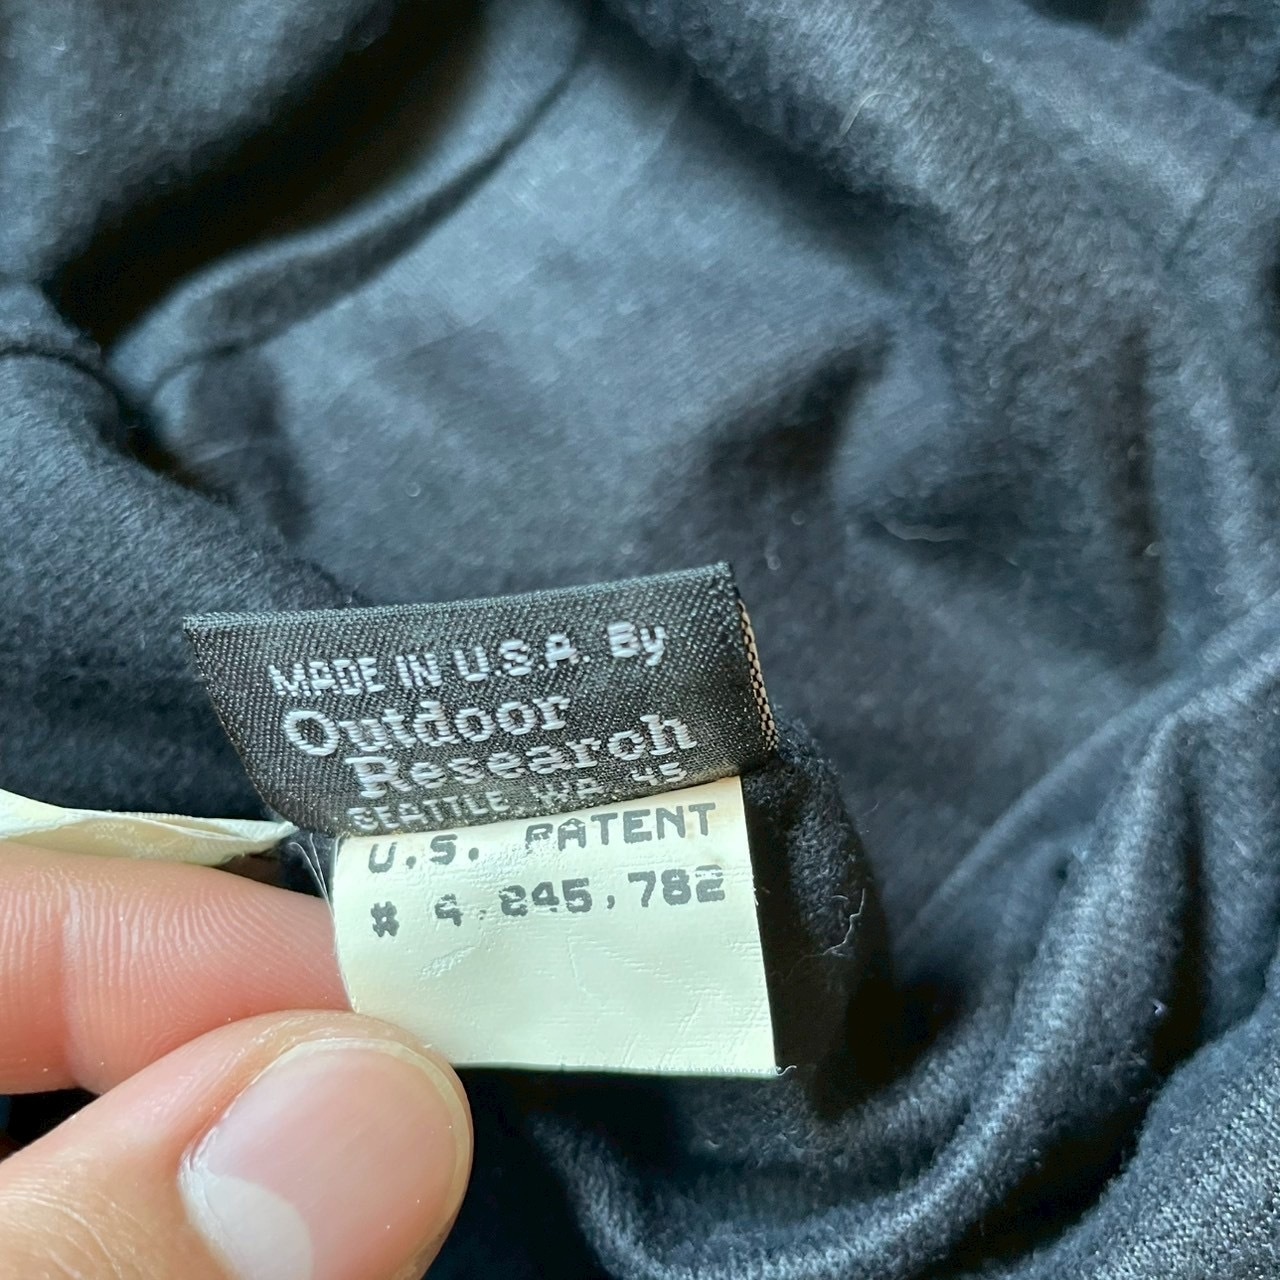 MADE IN U.S.A. By
Outdoor
Research
SEATTLE, WA. 45
U.S. PATENT
# 4,245,782